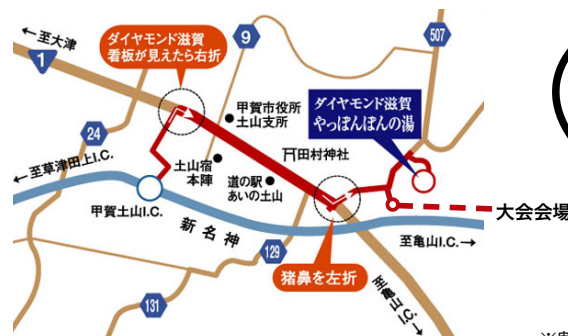 ←至大津
1
ダイヤモンド滋賀
看板が見えたら右折
9
507
甲賀市役所
土山支所
ダイヤモンド滋賀
やっぽんぽんの湯
24
←至草津田上I.C.
土山宿
本陣
田村神社
道の駅
あいの土山
甲賀土山I.C.
新名神
大会会場
至亀山I.C.→
129
猪鼻を左折
131
至亀山I.C.→